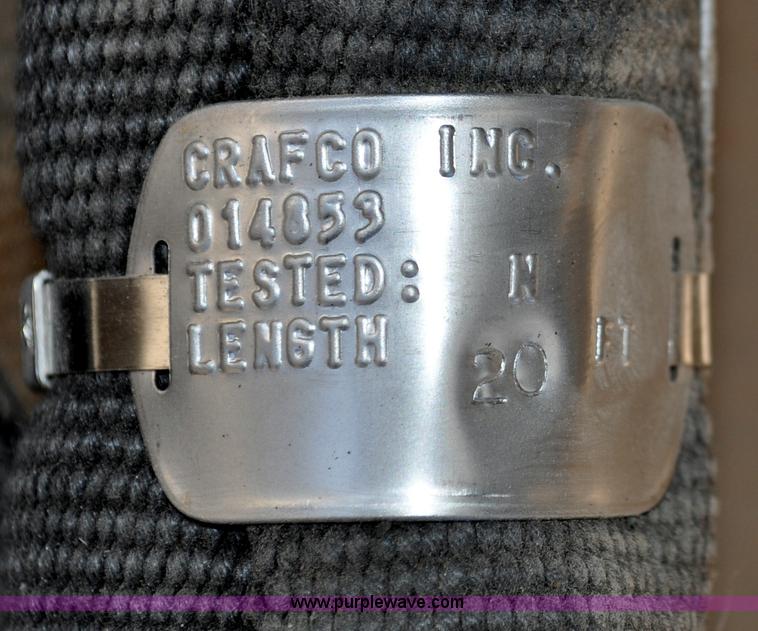 CRAFCO INC.
014853
TESTED: N
LENGTH 20 FT
www.purplewave.com